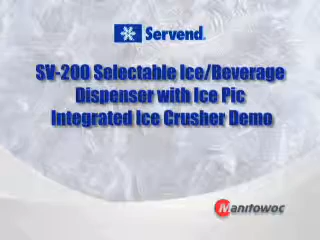 Servend.
SV-200 Selectable Ice/Beverage
Dispenser with Ice Pic
Integrated Ice Crusher Demo
Manitowoc